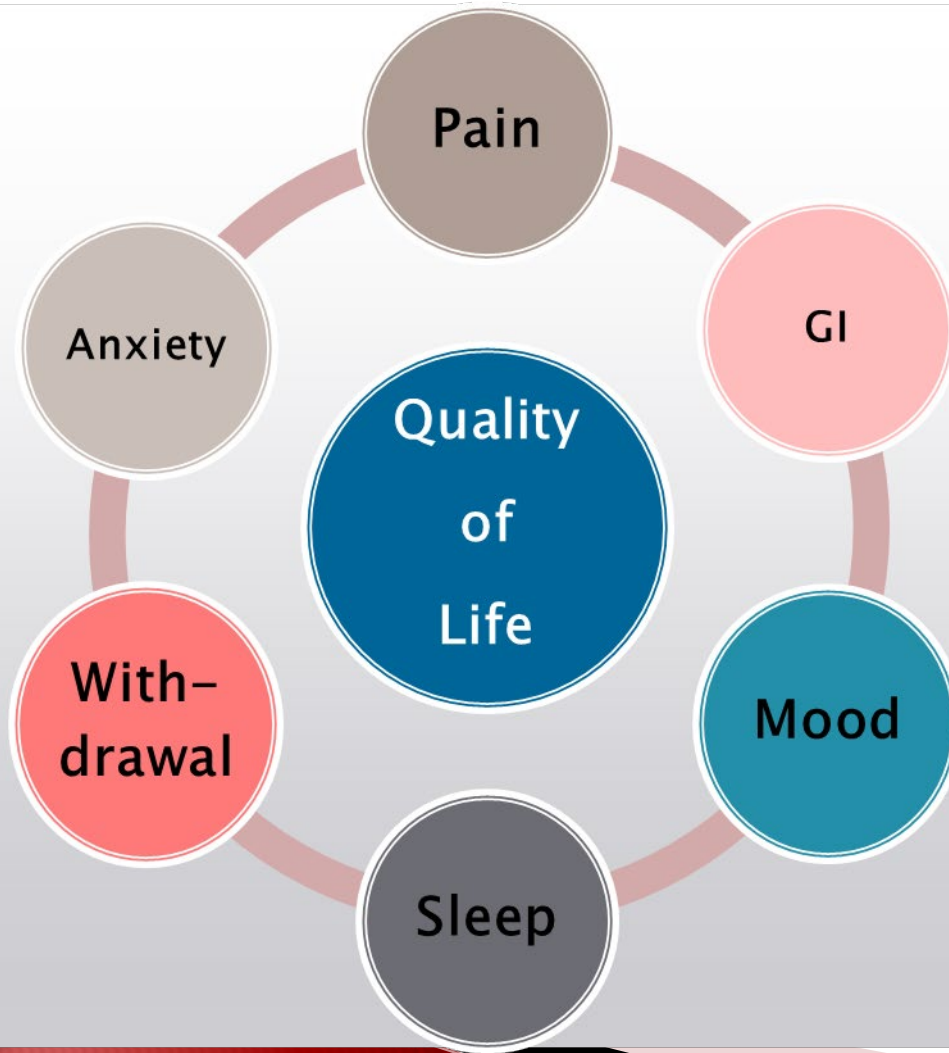 Pain
GI
Anxiety
Quality
of
Life
With-
drawal
Mood
Sleep